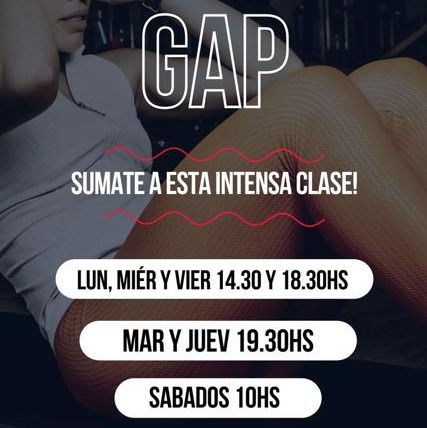 GAP
SUMATE A ESTA INTENSA CLASE!
LUN, MIÉR Y VIER 14.30 Y 18.30HS
MAR Y JUEV 19.30HS
SABADOS 10HS